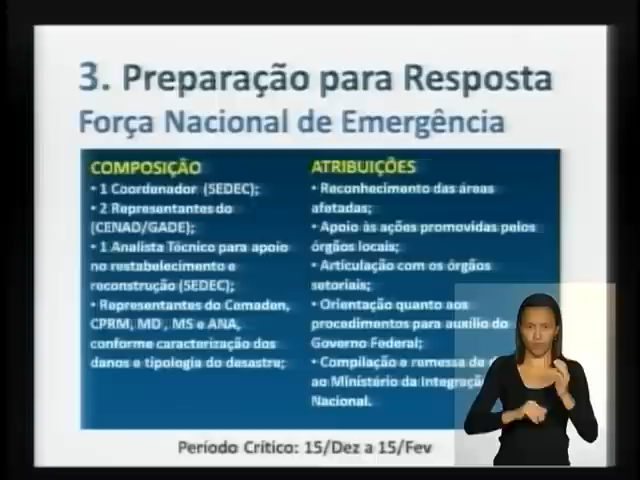 3. Preparação para Resposta
Força Nacional de Emergência
COMPOSIÇÃO
• 1 Coordenador (SEDEC);
• 2 Representantes do
(CENAD/GADE);
• 1 Analista Técnico para apoio
no restabelecimento e
reconstrução (SEDEC);
• Representantes do Cemaden,
CPRM, MD , MS e ANA,
conforme caracterização dos
danos e tipologia do desastre;
ATRIBUIÇÕES
• Reconhecimento das áreas
afetadas;
• Apoio às ações promovidas pelos
órgãos locais;
• Articulação com os órgãos
setoriais;
• Orientação quanto aos
procedimentos para auxílio do
Governo Federal;
• Compilação e remessa de
ao Ministério da Integração
Nacional.
Período Crítico: 15/Dez a 15/Fev